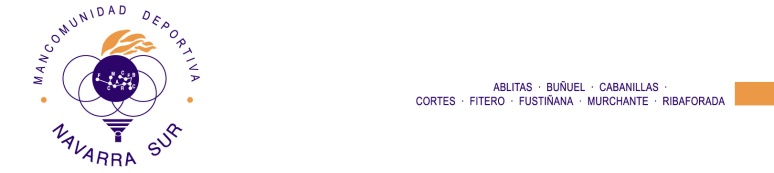 MANCOMUNIDAD DEPORTIVA
NAVARRA SUR
ABLITAS · BUÑUEL · CABANILLAS ·
CORTES · FITERO · FUSTIÑANA · MURCHANTE · RIBAFORADA